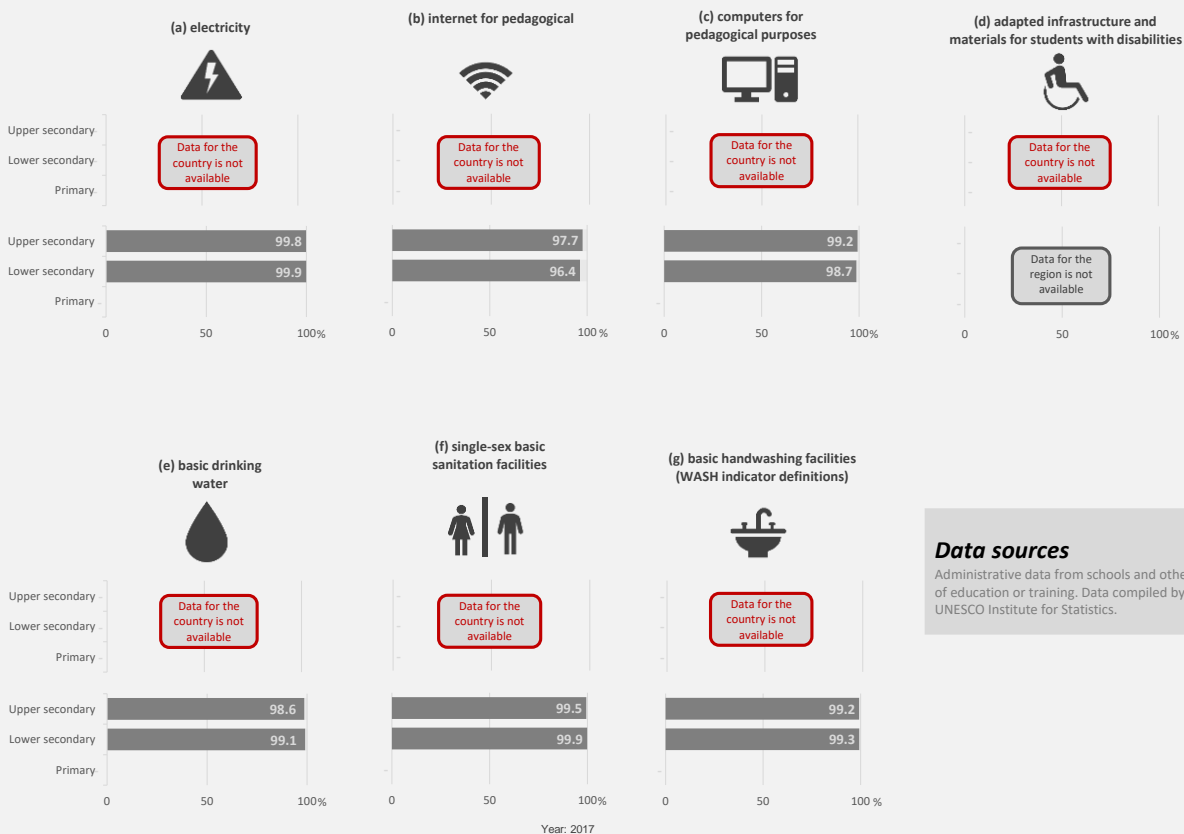 (a) electricity
(b) internet for pedagogical
(c) computers for
pedagogical purposes
(d) adapted infrastructure and
materials for students with disabilities
Upper secondary
Lower secondary
Primary
Data for the
country is not
available
Data for the
country is not
available
Data for the
country is not
available
Data for the
country is not
available
Upper secondary
Lower secondary
Primary
99.8
99.9
97.7
96.4
99.2
98.7
Data for the
region is not
available
0 50 100%
0 50 100%
0 50 100%
0 50 100%
(e) basic drinking
water
(f) single-sex basic
sanitation facilities
(g) basic handwashing facilities
(WASH indicator definitions)
Upper secondary
Lower secondary
Primary
Data for the
country is not
available
Data for the
country is not
available
Data for the
country is not
available
Upper secondary
Lower secondary
Primary
98.6
99.1
99.5
99.9
99.2
99.3
0 50 100%
0 50 100%
0 50 100 %
Year: 2017
Data sources
Administrative data from schools and othe
of education or training. Data compiled by
UNESCO Institute for Statistics.